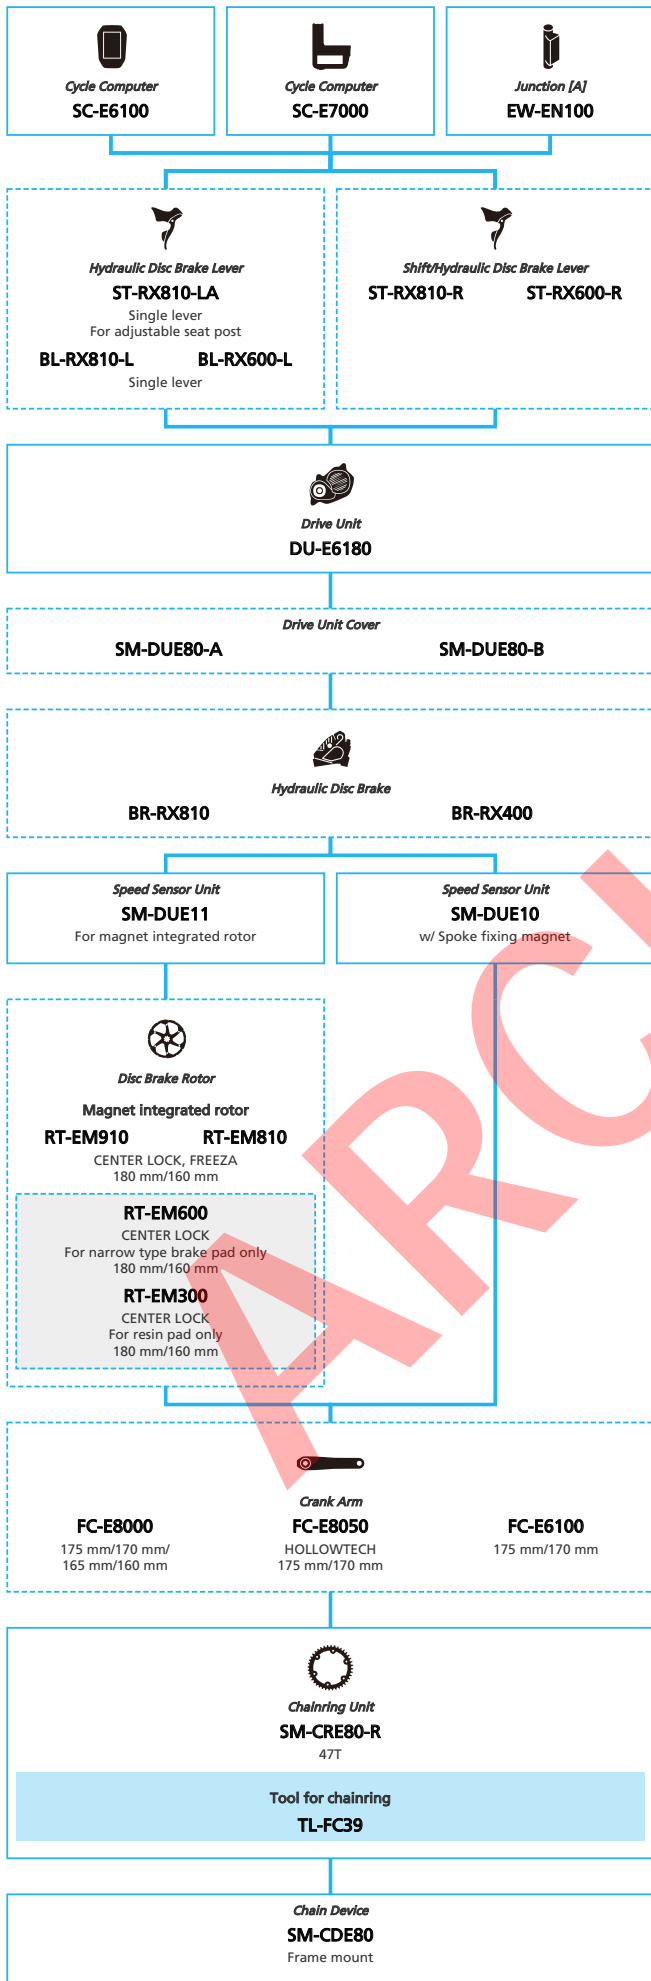 Cycle Computer
SC-E6100
Cycle Computer
SC-E7000
Junction [A]
EW-EN100
Hydraulic Disc Brake Lever
ST-RX810-LA
Single lever
For adjustable seat post
BL-RX810-L BL-RX600-L
Single lever
Shift/Hydraulic Disc Brake Lever
ST-RX810-R ST-RX600-R
Drive Unit
DU-E6180
Drive Unit Cover
SM-DUE80-A SM-DUE80-B
Hydraulic Disc Brake
BR-RX810 BR-RX400
Speed Sensor Unit
SM-DUE11
For magnet integrated rotor
Speed Sensor Unit
SM-DUE10
w/ Spoke fixing magnet
Disc Brake Rotor
Magnet integrated rotor
RT-EM910 RT-EM810
CENTER LOCK, FREEZA
180 mm/160 mm
RT-EM600
CENTER LOCK
For narrow type brake pad only
180 mm/160 mm
RT-EM300
CENTER LOCK
For resin pad only
180 mm/160 mm
Crank Arm
FC-E8000
175 mm/170 mm/
165 mm/160 mm
FC-E8050
HOLLOWTECH
175 mm/170 mm
FC-E6100
175 mm/170 mm
Chainring Unit
SM-CRE80-R
47T
Tool for chainring
TL-FC39
Chain Device
SM-CDE80
Frame mount